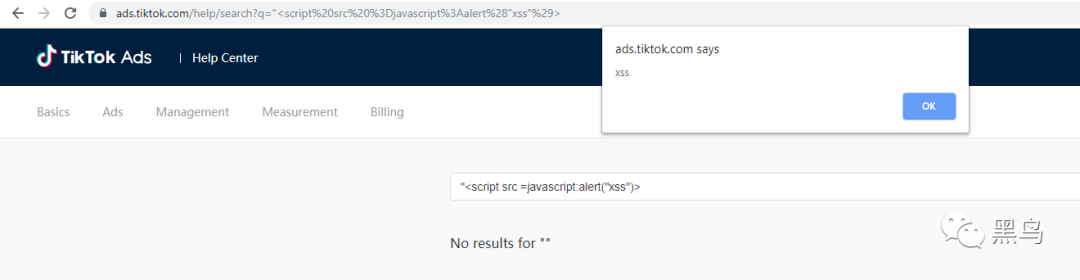 ads.tiktok.com/help/search?q="<script%20src%20%3Djavascript%3Aalert%28"xss"%29>
TikTok Ads | Help Center
ads.tiktok.com says
xss
OK
Basics Ads Management Measurement Billing
"<script src =javascript:alert("xss")>
No results for ""
黑鸟